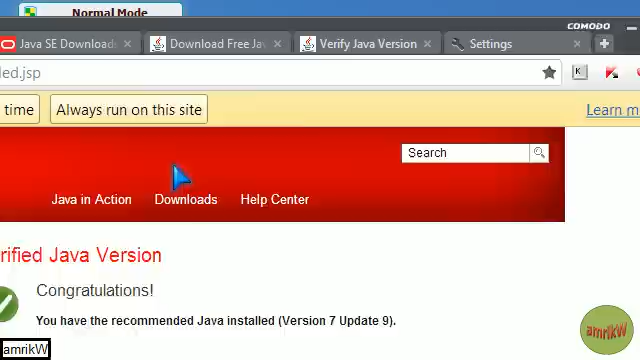 Normal Mode
COMODO
Java SE Downloads
Download Free Jav
Verify Java Version
Settings
led.jsp
K
time
Always run on this site
Learn m
Search
Java in Action
Downloads
Help Center
rified Java Version
Congratulations!
You have the recommended Java installed (Version 7 Update 9).
amrikW
amrikW